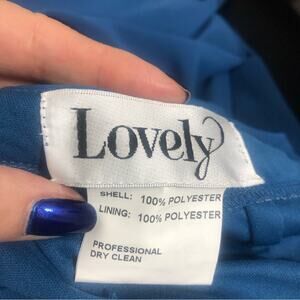 Lovely
SHELL: 100% POLYESTER
LINING: 100% POLYESTER
PROFESSIONAL
DRY CLEAN